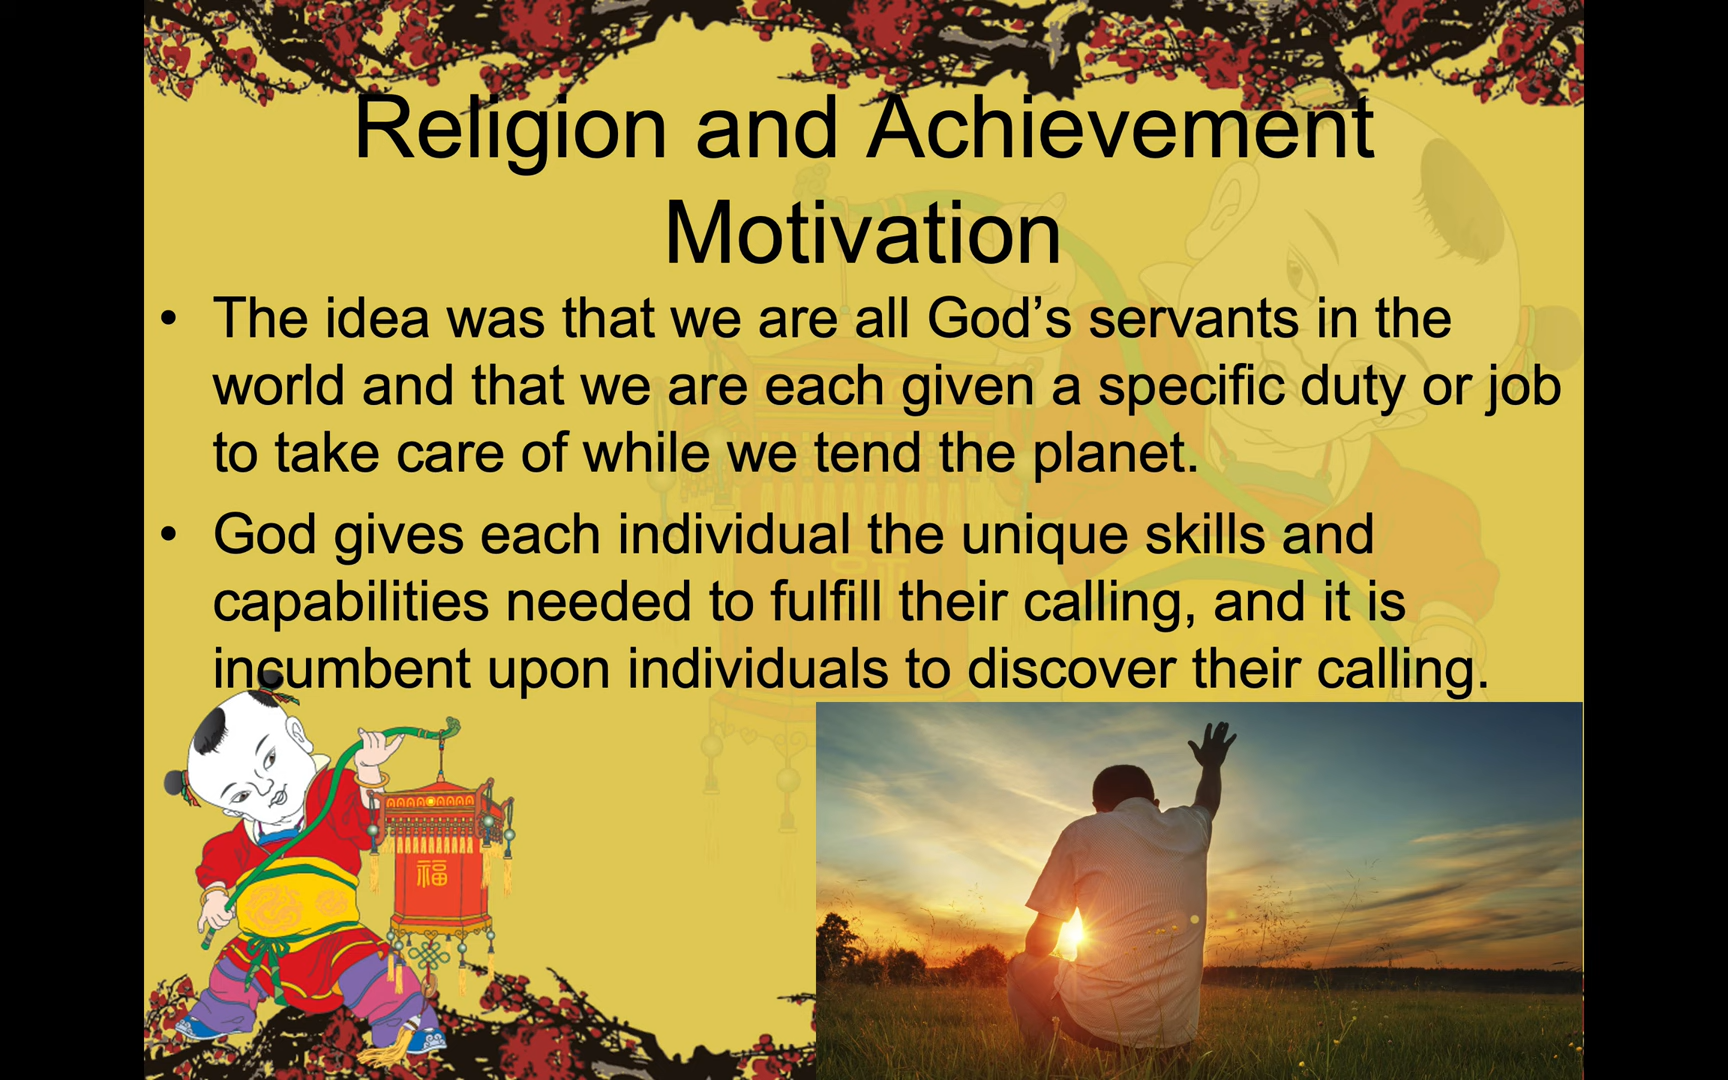 Religion and Achievement
Motivation
• The idea was that we are all God’s servants in the
world and that we are each given a specific duty or job
to take care of while we tend the planet.
• God gives each individual the unique skills and
capabilities needed to fulfill their calling, and it is
incumbent upon individuals to discover their calling.
福